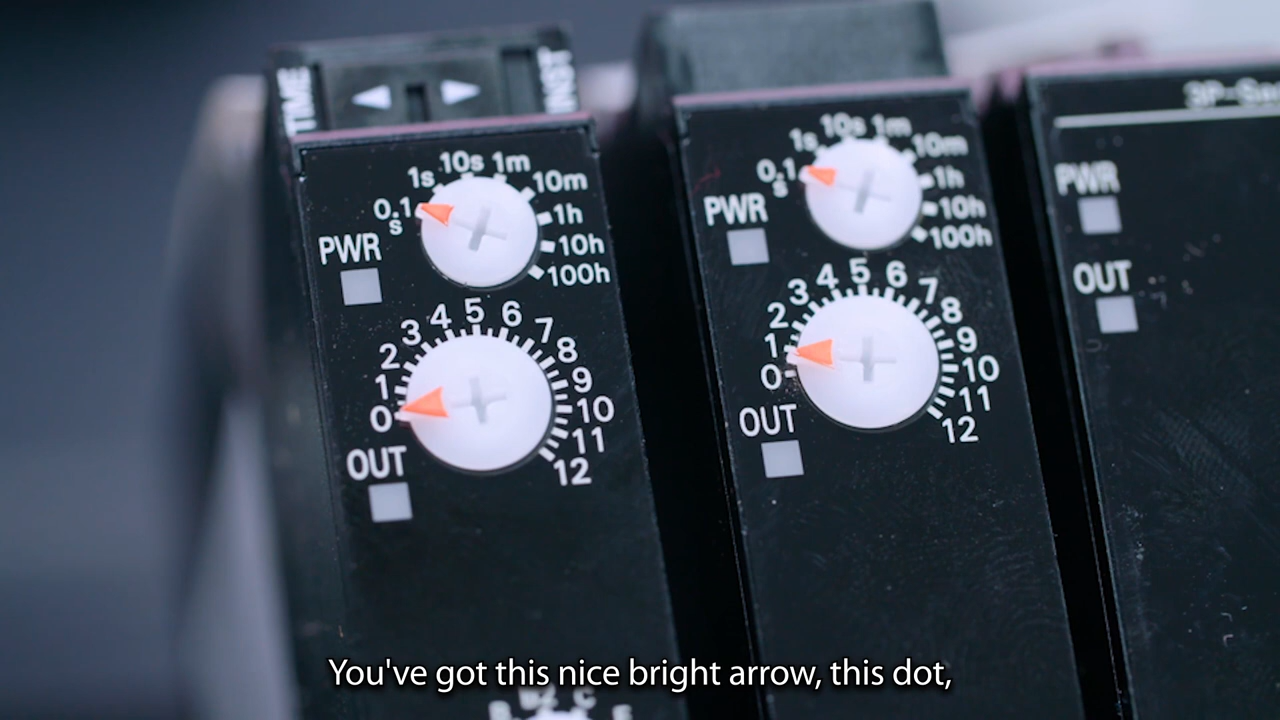 TIME
INST
0.1
s
1s
10s
1m
10m
1h
10h
100h
PWR
0
1
2
3
4
5
6
7
8
9
10
11
12
OUT
0.1
s
1s
10s
1m
10m
1h
10h
100h
PWR
0
1
2
3
4
5
6
7
8
9
10
11
12
OUT
PWR
OUT
You've got this nice bright arrow, this dot,